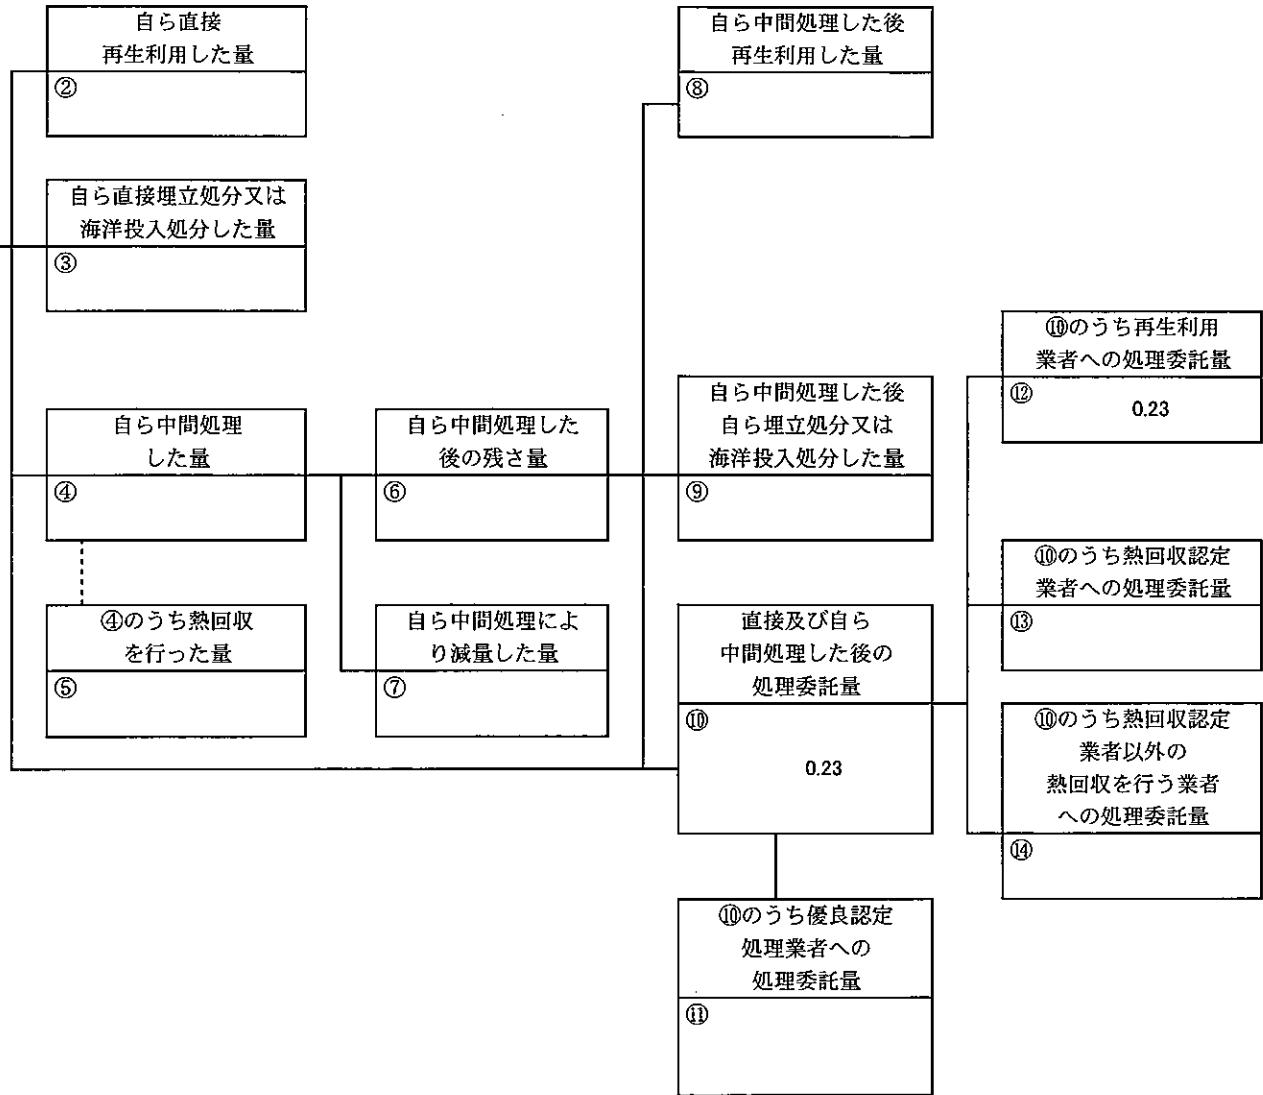 自ら直接
再生利用した量
②
自ら中間処理した後
再生利用した量
⑧
自ら直接埋立処分又は
海洋投入処分した量
③
⑩のうち再生利用
業者への処理委託量
⑫
0.23
自ら中間処理
した量
④
自ら中間処理した
後の残さ量
⑥
自ら中間処理した後
自ら埋立処分又は
海洋投入処分した量
⑨
⑩のうち熱回収認定
業者への処理委託量
⑬
④のうち熱回収
を行った量
⑤
自ら中間処理によ
り減量した量
⑦
直接及び自ら
中間処理した後の
処理委託量
⑩
0.23
⑩のうち熱回収認定
業者以外の
熱回収を行う業者
への処理委託量
⑭
⑩のうち優良認定
処理業者への
処理委託量
⑪